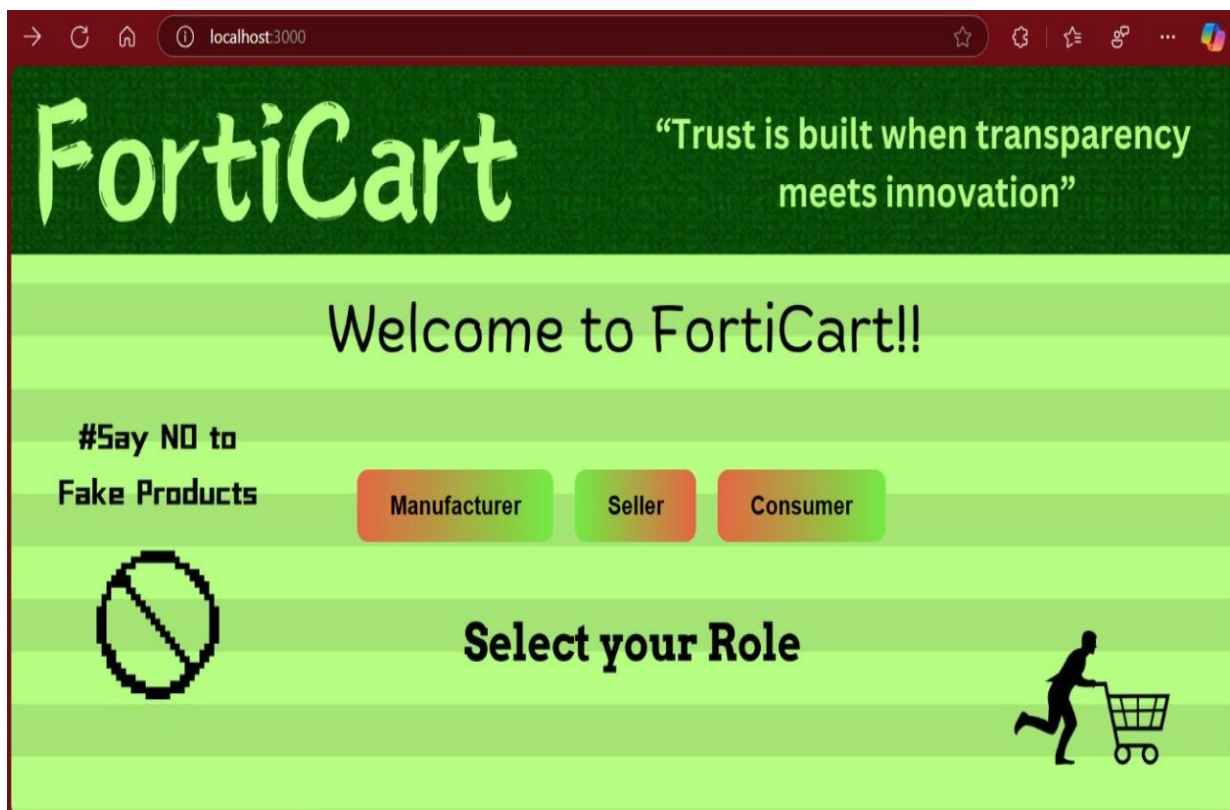 localhost:3000
FortiCart
“Trust is built when transparency
meets innovation”
Welcome to FortiCart!!
#Say NO to
Fake Products
Manufacturer Seller Consumer
Select your Role